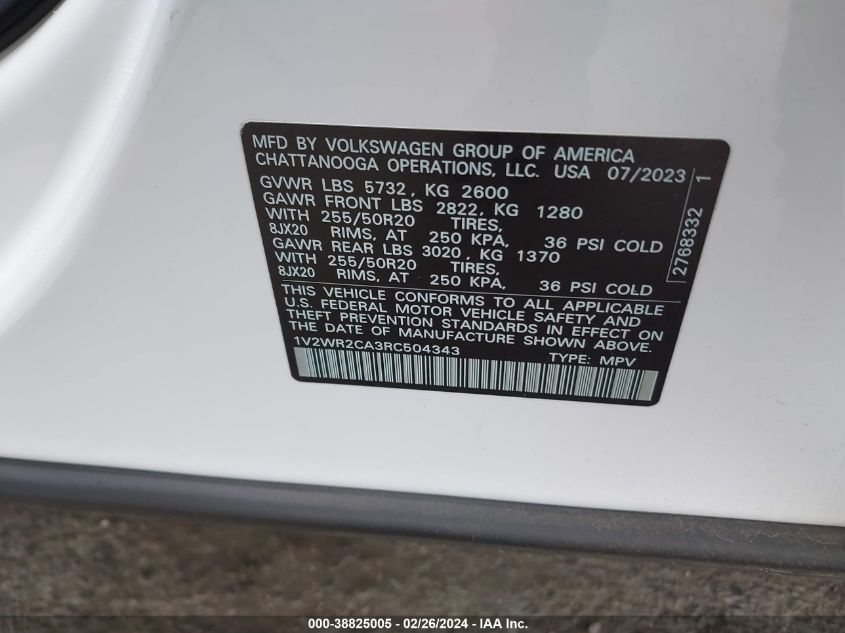 MFD BY VOLKSWAGEN GROUP OF AMERICA
CHATTANOOGA OPERATIONS, LLC. USA 07/2023
GVWR LBS 5732, KG 2600
GAWR FRONT LBS 2822, KG 1280
WITH 255/50R20 TIRES,
8JX20 RIMS, AT 250 KPA, 36 PSI COLD
GAWR REAR LBS 3020, KG 1370
WITH 255/50R20 TIRES,
8JX20 RIMS, AT 250 KPA, 36 PSI COLD
THIS VEHICLE CONFORMS TO ALL APPLICABLE
U.S. FEDERAL MOTOR VEHICLE SAFETY AND
THEFT PREVENTION STANDARDS IN EFFECT ON
THE DATE OF MANUFACTURE SHOWN ABOVE.
1V2WR2CA3RC504343 TYPE: MPV
2768332 1
000-38825005 - 02/26/2024 - IAA Inc.